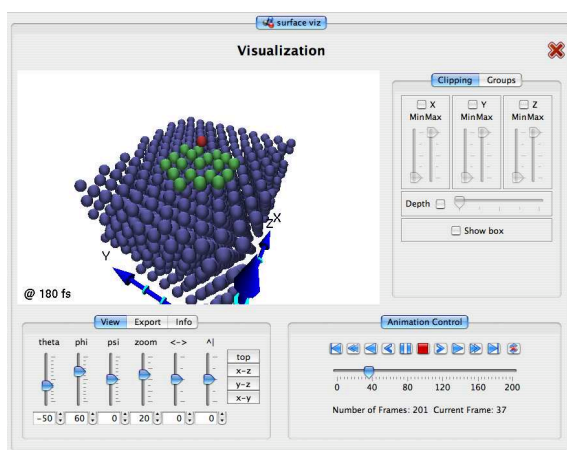 surface viz
Visualization
Clipping Groups
X Y Z
MinMax MinMax MinMax
Depth
Show box
X
Z
Y
@ 180 fs
View Export Info
theta phi psi zoom <-> ^|
top
x-z
y-z
x-y
-50 60 0 20 0 0
Animation Control
0 40 80 120 160 200
Number of Frames: 201 Current Frame: 37